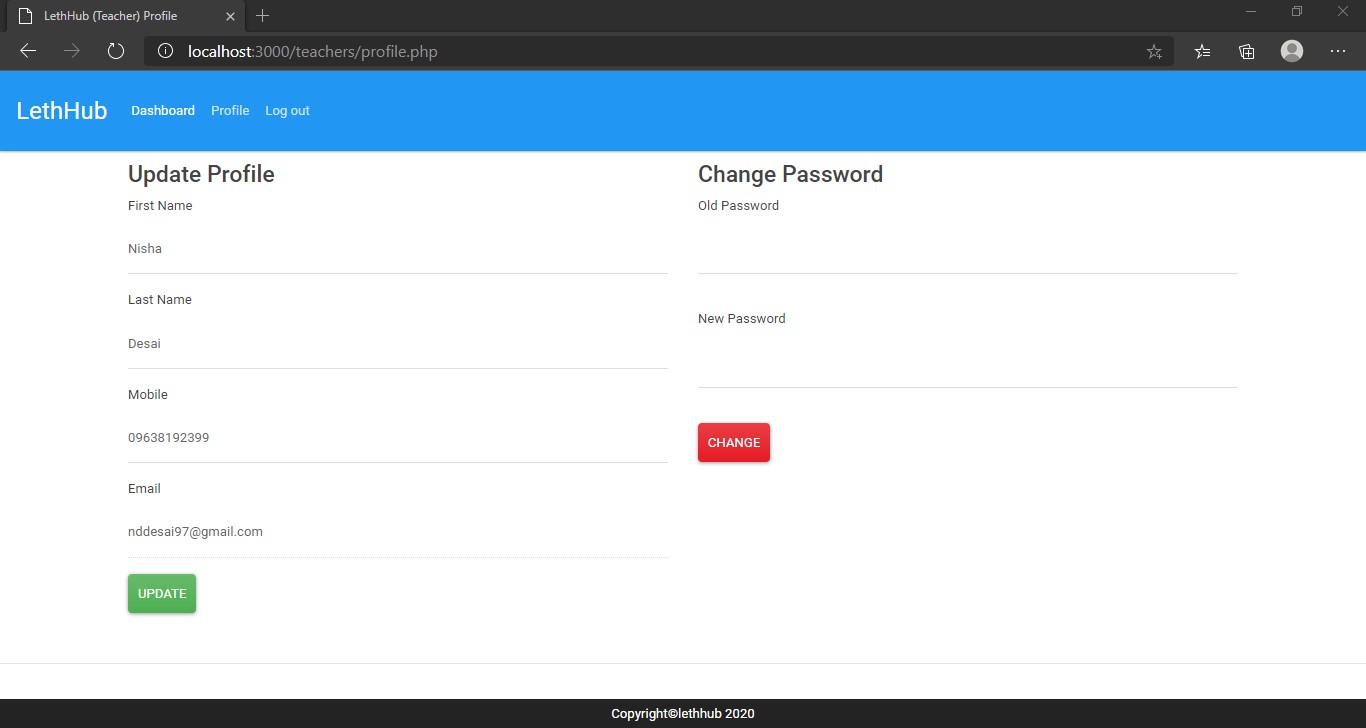 LethHub (Teacher) Profile
localhost:3000/teachers/profile.php
LethHub Dashboard Profile Log out
Update Profile
First Name
Nisha
Last Name
Desai
Mobile
09638192399
Email
nddesai97@gmail.com
UPDATE
Change Password
Old Password
New Password
CHANGE
Copyright©lethhub 2020